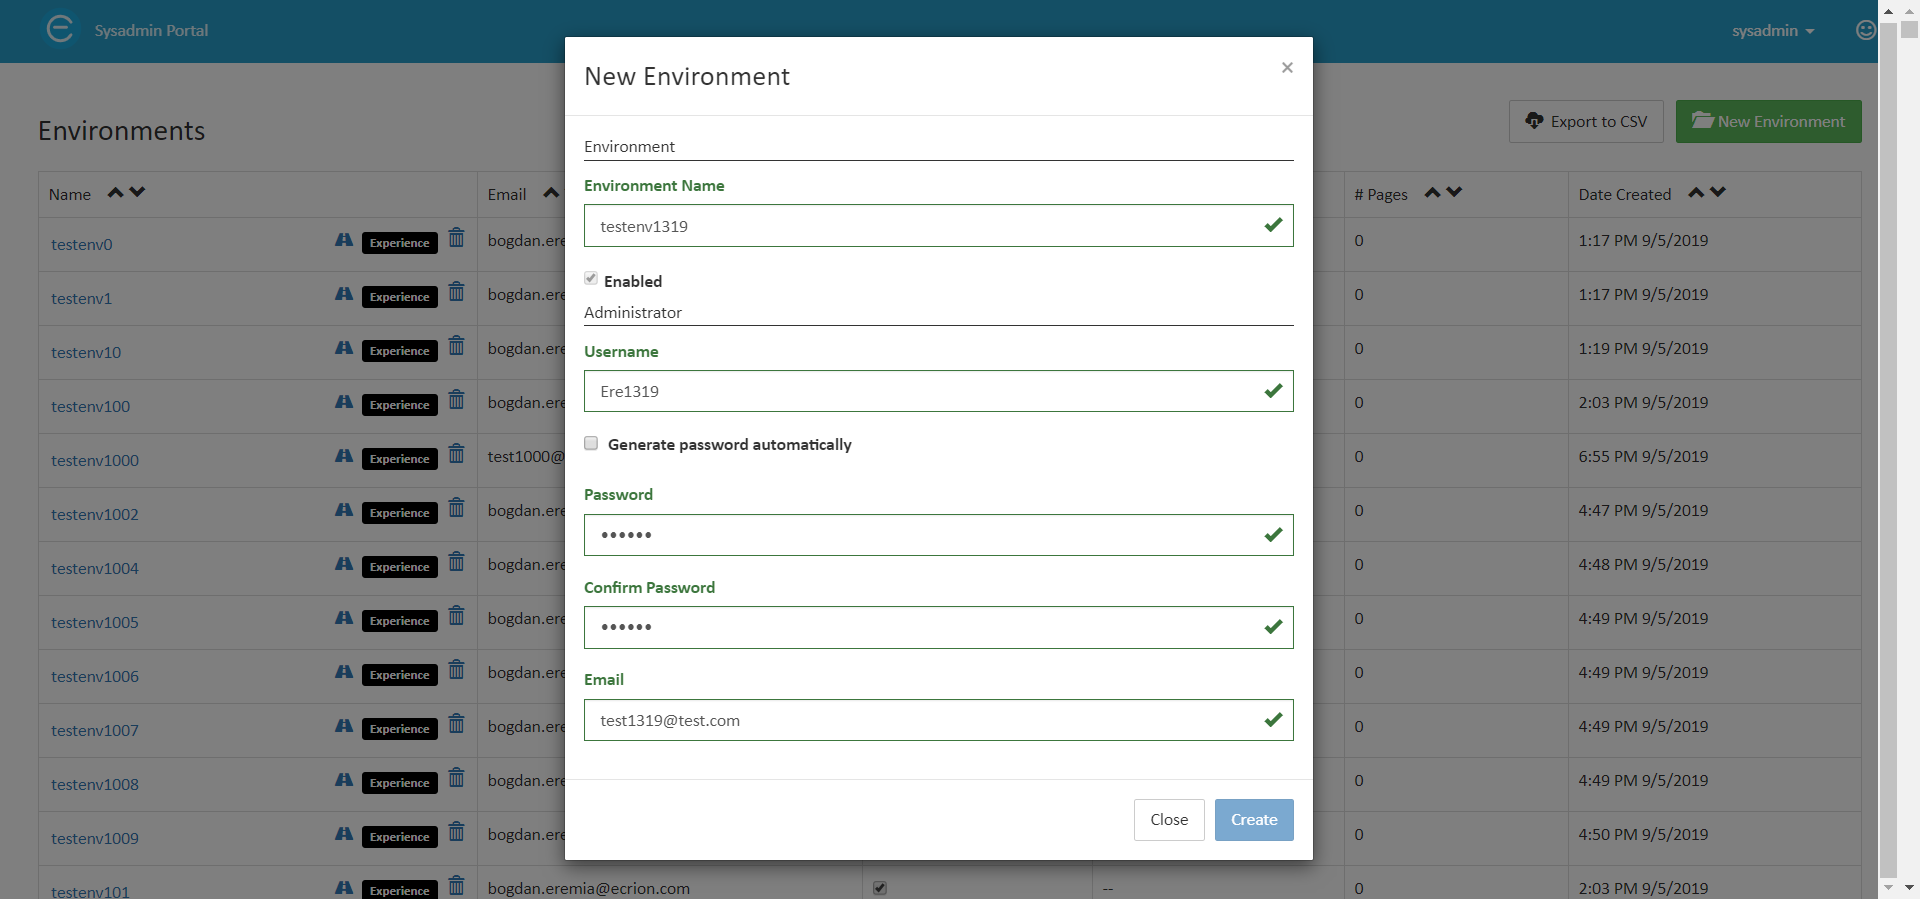 Sysadmin Portal
sysadmin
New Environment
×
Environments
Export to CSV
New Environment
Environment
Environment Name
testenv1319
Enabled
Administrator
Username
Ere1319
Generate password automatically
Password
••••••
Confirm Password
••••••
Email
test1319@test.com
Close
Create
Name Email # Pages Date Created
testenv0 Experience bogdan.ere 0 1:17 PM 9/5/2019
testenv1 Experience bogdan.ere 0 1:17 PM 9/5/2019
testenv10 Experience bogdan.ere 0 1:19 PM 9/5/2019
testenv100 Experience bogdan.ere 0 2:03 PM 9/5/2019
testenv1000 Experience test1000@ 0 6:55 PM 9/5/2019
testenv1002 Experience bogdan.ere 0 4:47 PM 9/5/2019
testenv1004 Experience bogdan.ere 0 4:48 PM 9/5/2019
testenv1005 Experience bogdan.ere 0 4:49 PM 9/5/2019
testenv1006 Experience bogdan.ere 0 4:49 PM 9/5/2019
testenv1007 Experience bogdan.ere 0 4:49 PM 9/5/2019
testenv1008 Experience bogdan.ere 0 4:49 PM 9/5/2019
testenv1009 Experience bogdan.ere 0 4:50 PM 9/5/2019
testenv101 Experience bogdan.eremia@ecrion.com -- 0 2:03 PM 9/5/2019